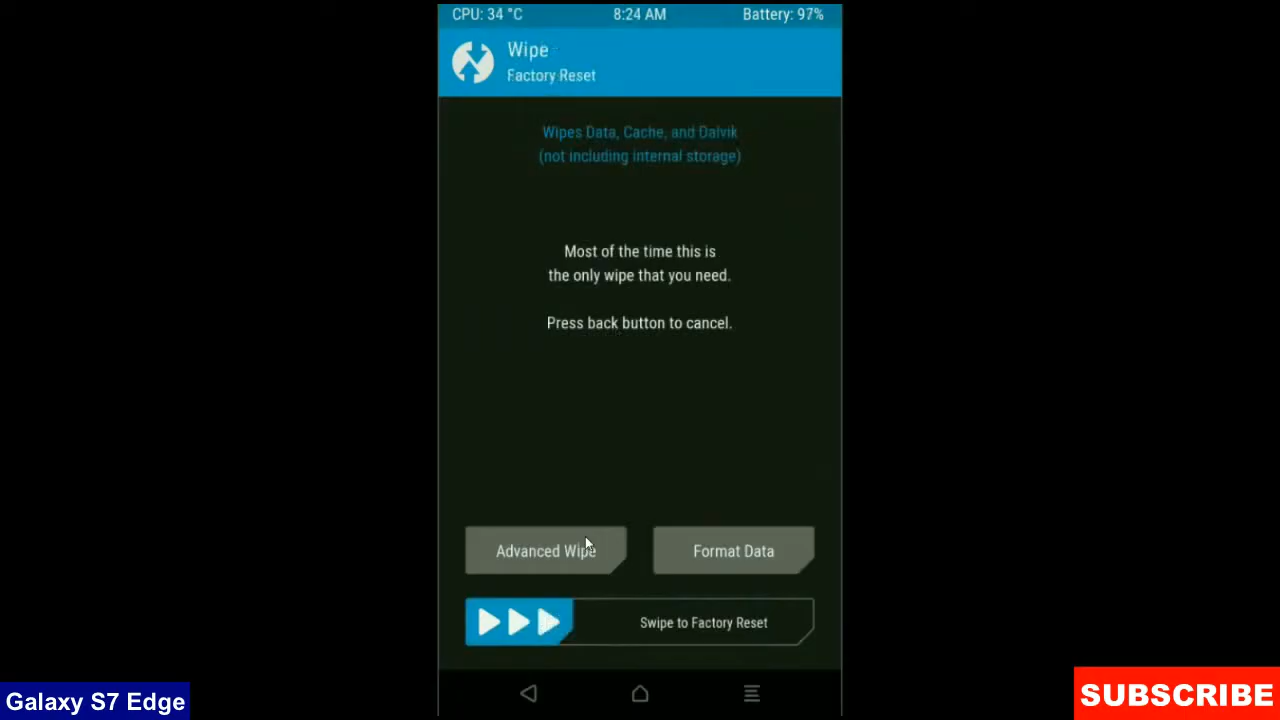 CPU: 34 °C 8:24 AM Battery: 97%
Wipe
Factory Reset
Wipes Data, Cache, and Dalvik
(not including internal storage)
Most of the time this is
the only wipe that you need.
Press back button to cancel.
Advanced Wipe Format Data
Swipe to Factory Reset
Galaxy S7 Edge
SUBSCRIBE